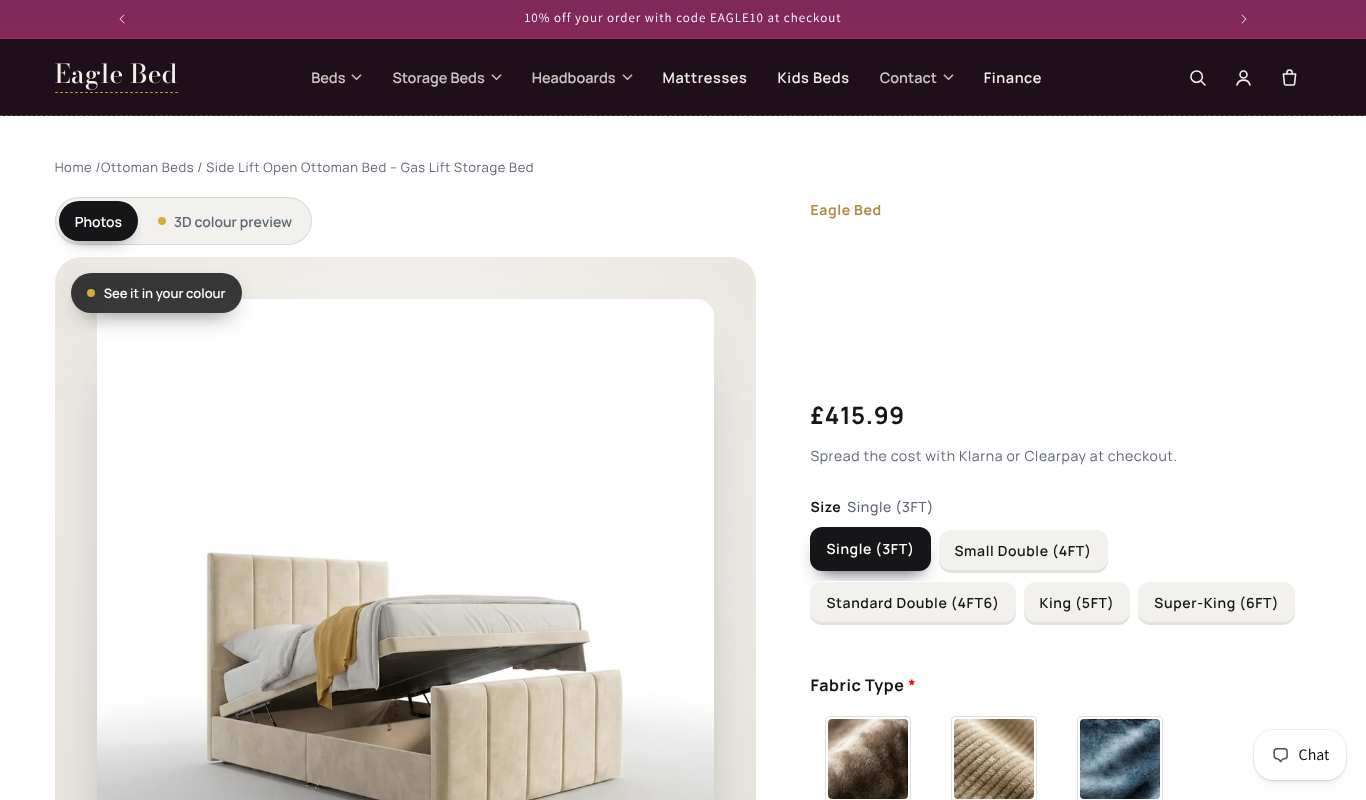 10% off your order with code EAGLE10 at checkout
Eagle Bed
Beds
Storage Beds
Headboards
Mattresses
Kids Beds
Contact
Finance
Home /Ottoman Beds / Side Lift Open Ottoman Bed – Gas Lift Storage Bed
Photos
3D colour preview
See it in your colour
Eagle Bed
£415.99
Spread the cost with Klarna or Clearpay at checkout.
Size Single (3FT)
Single (3FT)
Small Double (4FT)
Standard Double (4FT6)
King (5FT)
Super-King (6FT)
Fabric Type *
Chat